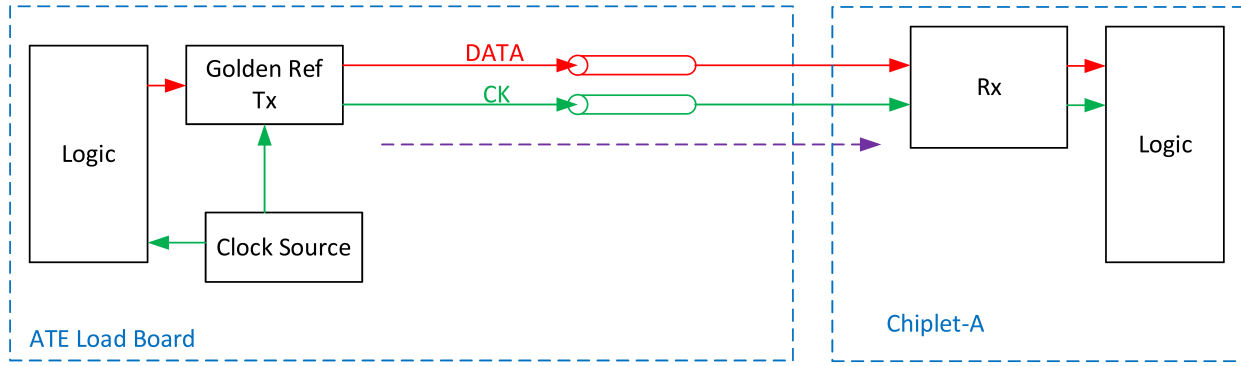 DATA
Golden Ref
Tx
CK
Rx
Logic
Logic
Clock Source
ATE Load Board
Chiplet-A